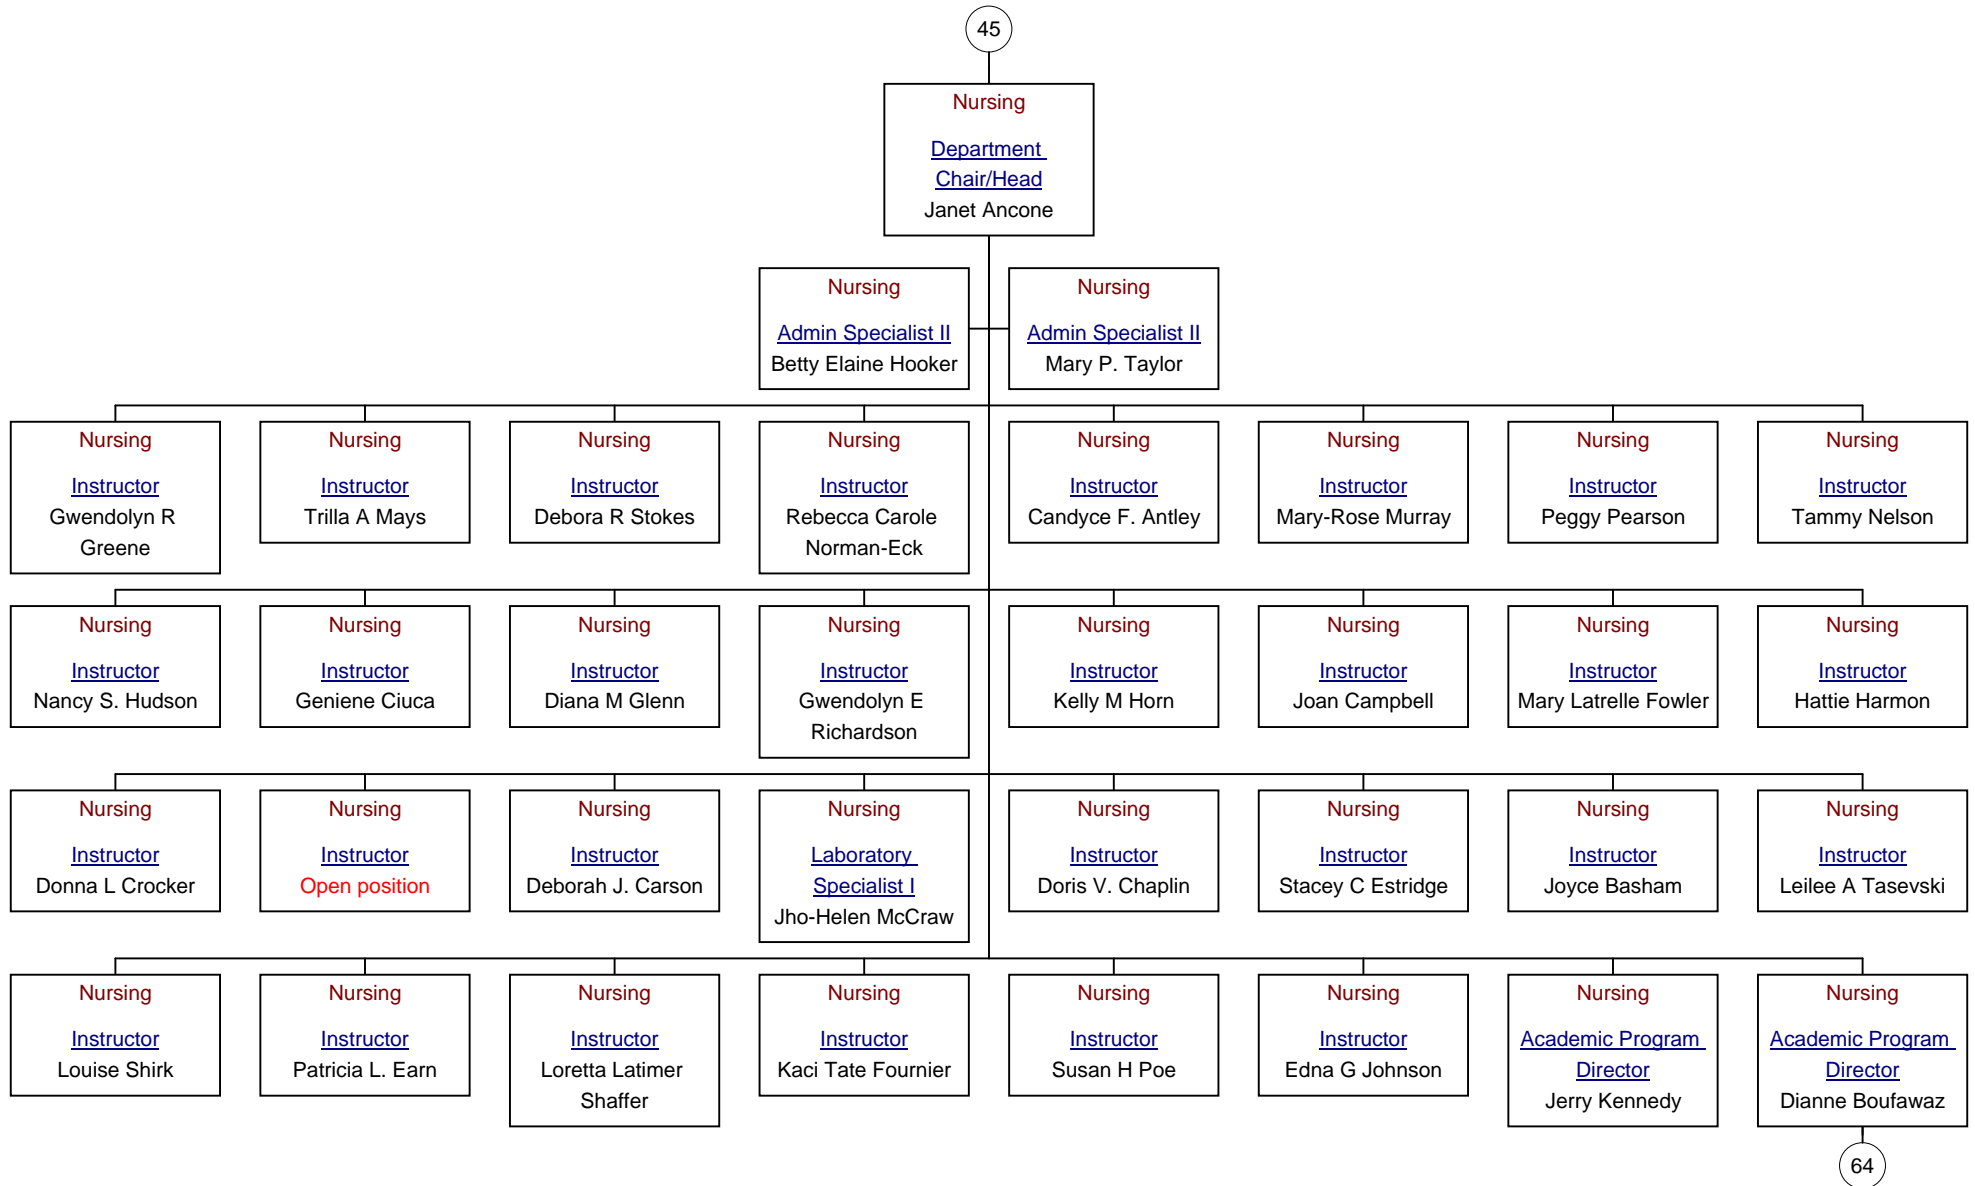 45
Nursing
Department
Chair/Head
Janet Ancone
Nursing
Admin Specialist II
Betty Elaine Hooker
Nursing
Admin Specialist II
Mary P. Taylor
Nursing
Instructor
Gwendolyn R
Greene
Nursing
Instructor
Trilla A Mays
Nursing
Instructor
Debora R Stokes
Nursing
Instructor
Rebecca Carole
Norman-Eck
Nursing
Instructor
Candyce F. Antley
Nursing
Instructor
Mary-Rose Murray
Nursing
Instructor
Peggy Pearson
Nursing
Instructor
Tammy Nelson
Nursing
Instructor
Nancy S. Hudson
Nursing
Instructor
Geniene Ciuca
Nursing
Instructor
Diana M Glenn
Nursing
Instructor
Gwendolyn E
Richardson
Nursing
Instructor
Kelly M Horn
Nursing
Instructor
Joan Campbell
Nursing
Instructor
Mary Latrelle Fowler
Nursing
Instructor
Hattie Harmon
Nursing
Instructor
Donna L Crocker
Nursing
Instructor
Open position
Nursing
Instructor
Deborah J. Carson
Nursing
Laboratory
Specialist I
Jho-Helen McCraw
Nursing
Instructor
Doris V. Chaplin
Nursing
Instructor
Stacey C Estridge
Nursing
Instructor
Joyce Basham
Nursing
Instructor
Leilee A Tasevski
Nursing
Instructor
Louise Shirk
Nursing
Instructor
Patricia L. Earn
Nursing
Instructor
Loretta Latimer
Shaffer
Nursing
Instructor
Kaci Tate Fournier
Nursing
Instructor
Susan H Poe
Nursing
Instructor
Edna G Johnson
Nursing
Academic Program
Director
Jerry Kennedy
Nursing
Academic Program
Director
Dianne Boufawaz
64